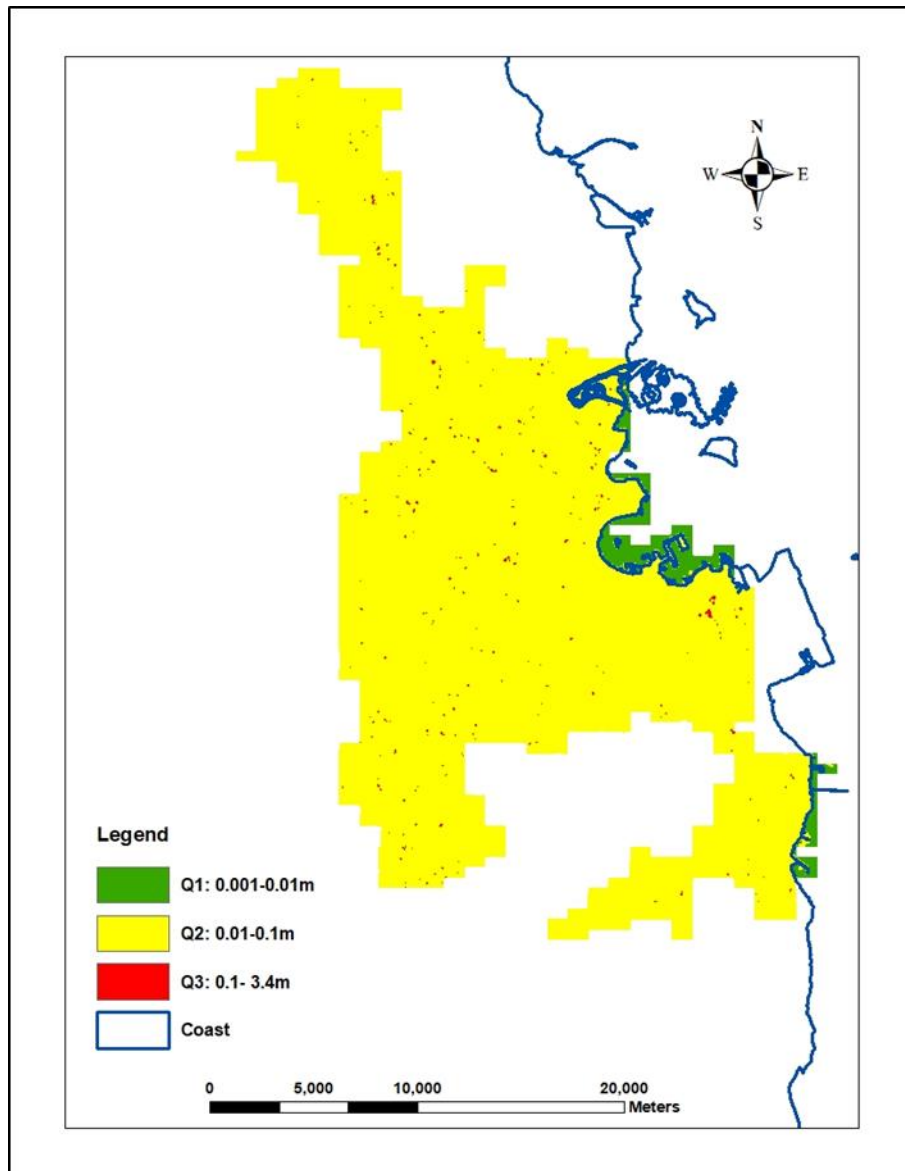 N
W E
S
Legend
Q1: 0.001-0.01m
Q2: 0.01-0.1m
Q3: 0.1- 3.4m
Coast
0 5,000 10,000 20,000
Meters